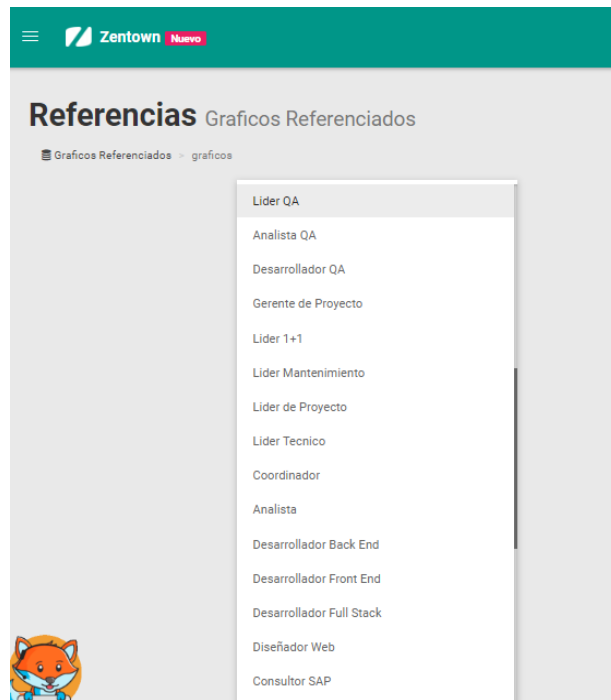 Zentown Nuevo
Referencias Graficos Referenciados
Graficos Referenciados > graficos
Lider QA
Analista QA
Desarrollador QA
Gerente de Proyecto
Lider 1+1
Lider Mantenimiento
Lider de Proyecto
Lider Tecnico
Coordinador
Analista
Desarrollador Back End
Desarrollador Front End
Desarrollador Full Stack
Diseñador Web
Consultor SAP